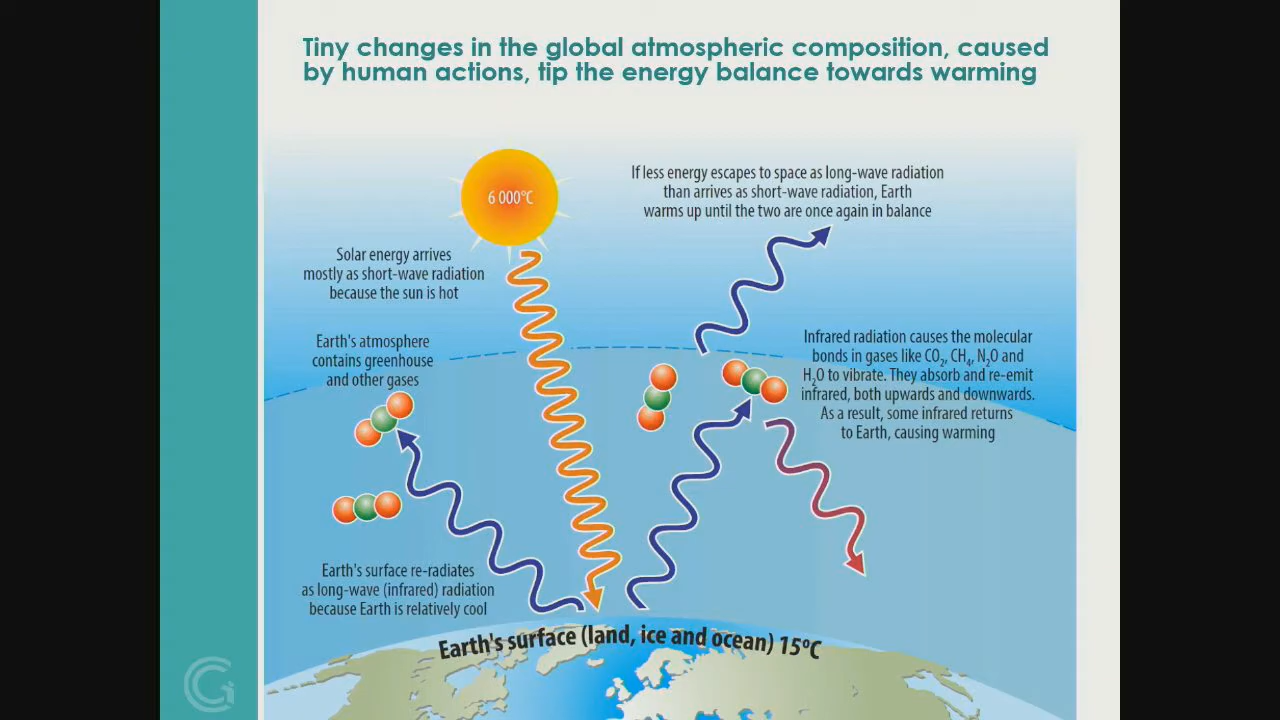 Tiny changes in the global atmospheric composition, caused
by human actions, tip the energy balance towards warming
6 000°C
If less energy escapes to space as long-wave radiation
than arrives as short-wave radiation, Earth
warms up until the two are once again in balance
Solar energy arrives
mostly as short-wave radiation
because the sun is hot
Earth's atmosphere
contains greenhouse
and other gases
Infrared radiation causes the molecular
bonds in gases like CO₂, CH₄, N₂O and
H₂O to vibrate. They absorb and re-emit
infrared, both upwards and downwards.
As a result, some infrared returns
to Earth, causing warming
Earth's surface re-radiates
as long-wave (infrared) radiation
because Earth is relatively cool
Earth's surface (land, ice and ocean) 15°C